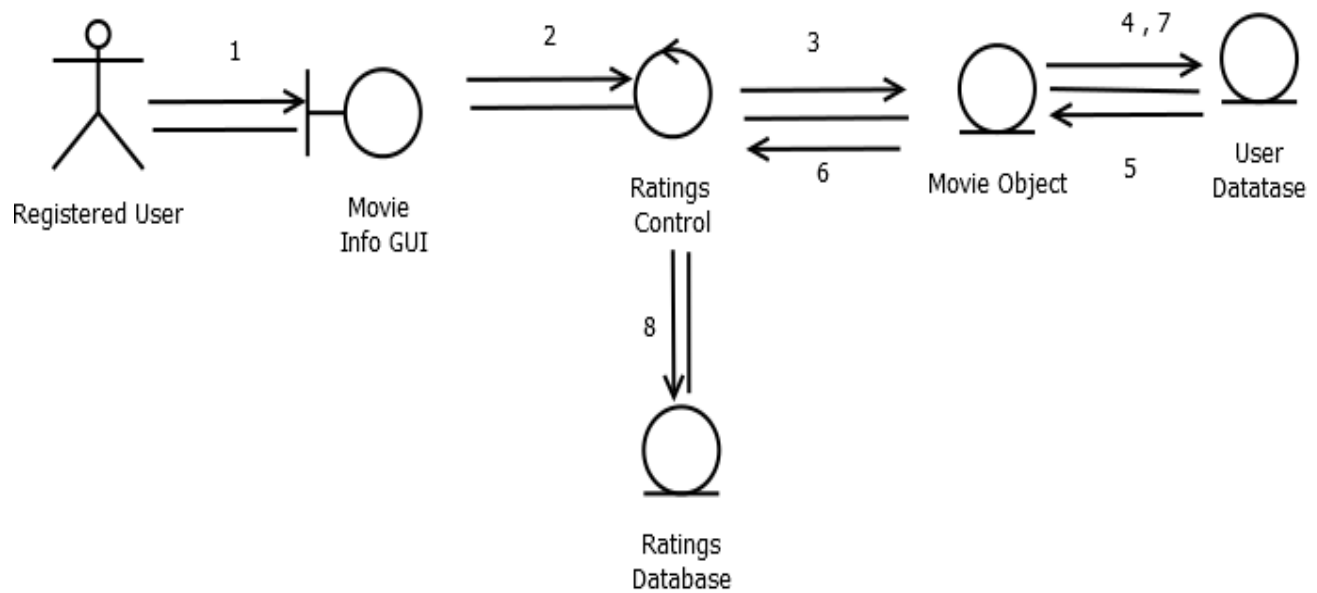 1
2
3
4 , 7
8
6
5
Registered User
Movie
Info GUI
Ratings
Control
Movie Object
User
Datatase
Ratings
Database